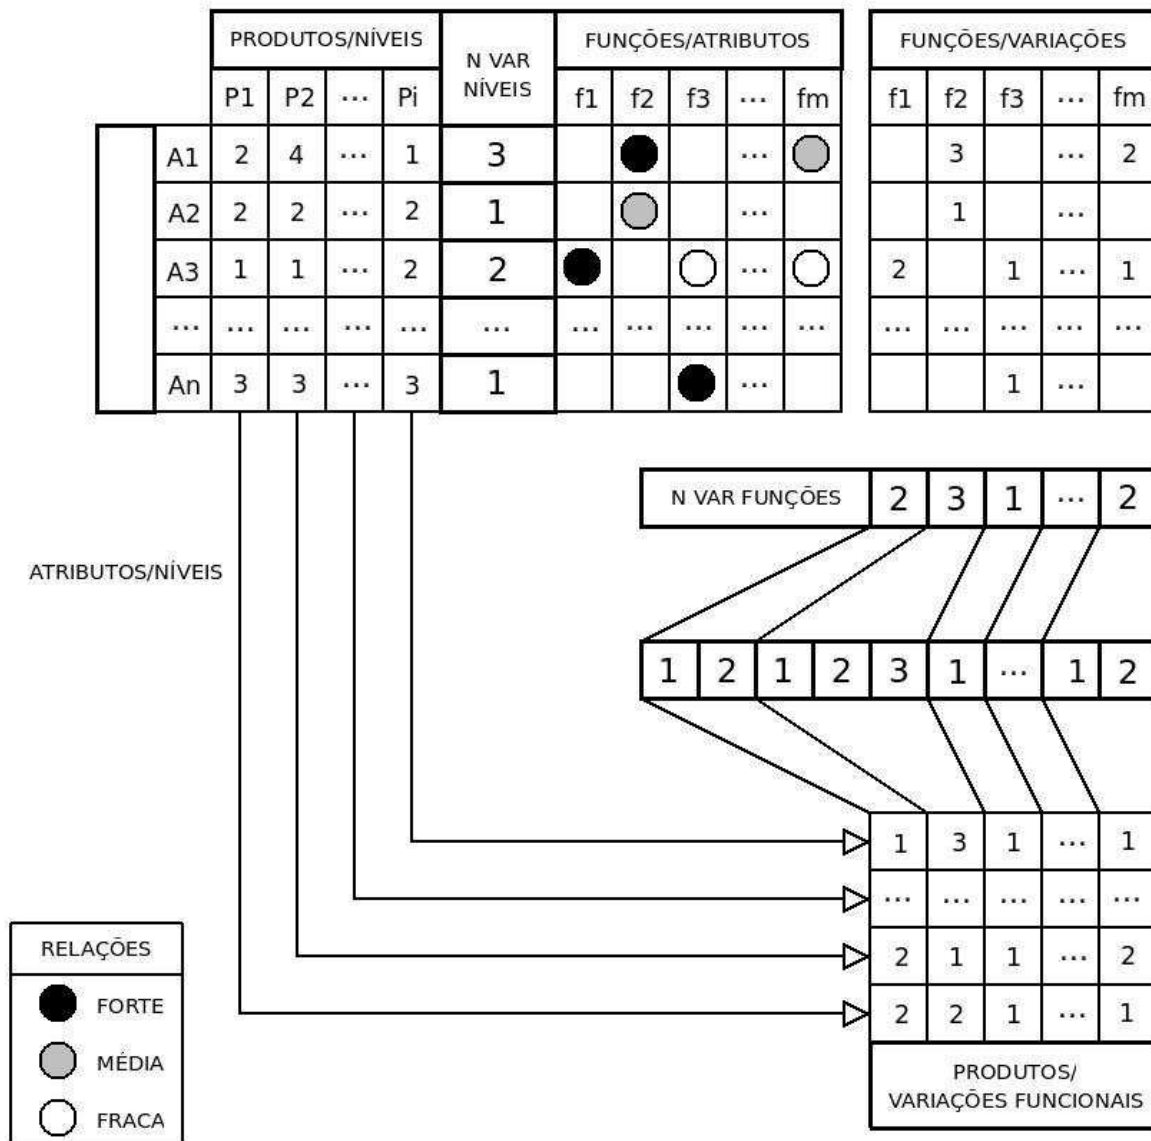 PRODUTOS/NÍVEIS N VAR NÍVEIS FUNÇÕES/ATRIBUTOS FUNÇÕES/VARIAÇÕES
P1 P2 ... Pi f1 f2 f3 ... fm f1 f2 f3 ... fm
A1 2 4 ... 1 3 ... 3 ... 2
A2 2 2 ... 2 1 ... 1 ...
A3 1 1 ... 2 2 ... 2 1 ... 1
... ... ... ... ... ... ... ... ... ... ... ... ... ... ... ...
An 3 3 ... 3 1 ... 1 ...
N VAR FUNÇÕES 2 3 1 ... 2
ATRIBUTOS/NÍVEIS
1 2 1 2 3 1 ... 1 2
1 3 1 ... 1
... ... ... ... ...
2 1 1 ... 2
2 2 1 ... 1
PRODUTOS/
VARIAÇÕES FUNCIONAIS
RELAÇÕES
FORTE
MÉDIA
FRACA